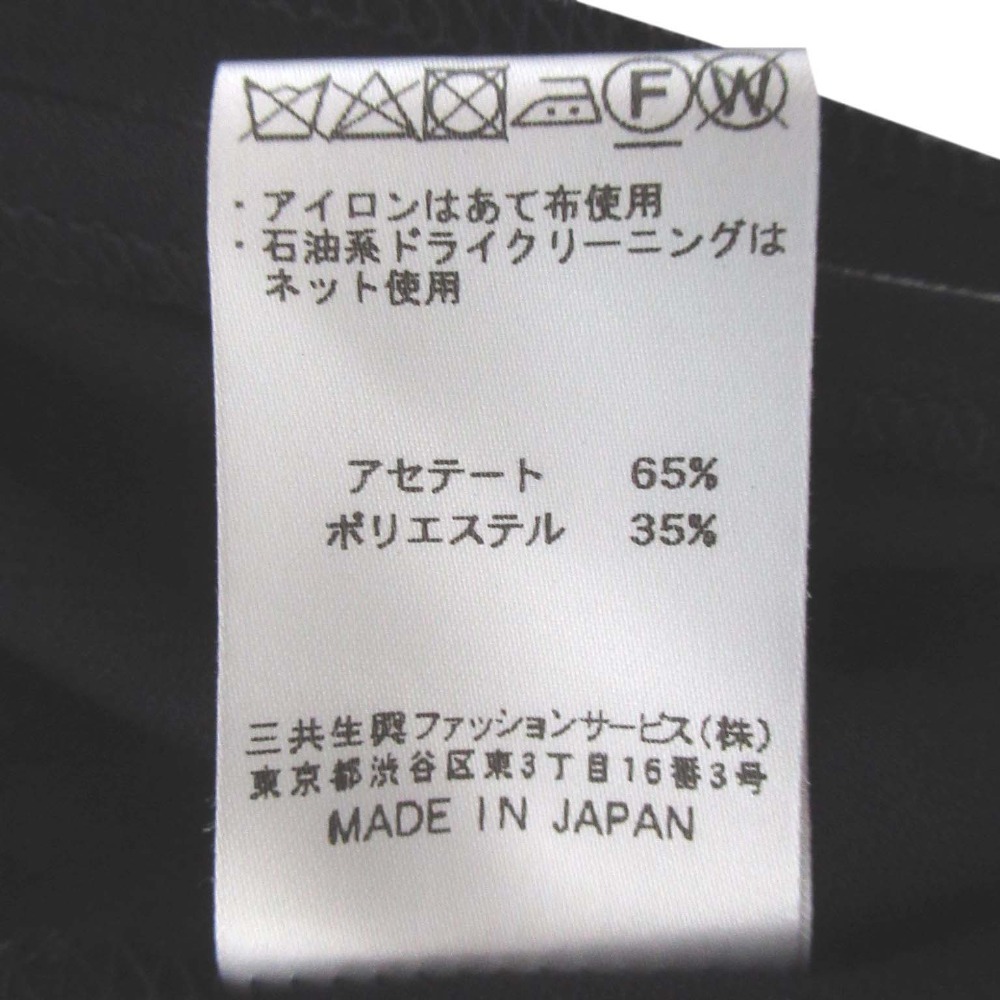 F W
・アイロンはあて布使用
・石油系ドライクリーニングは
ネット使用
アセテート 65%
ポリエステル 35%
三共生興ファッションサービス(株)
東京都渋谷区東3丁目16番3号
MADE IN JAPAN